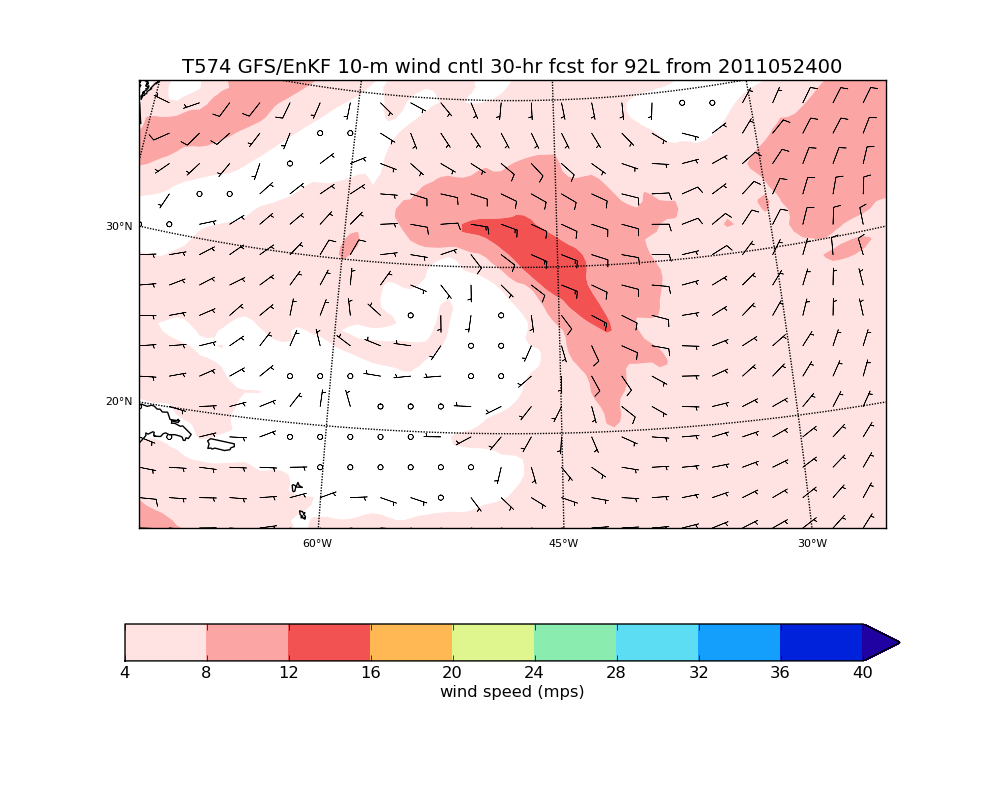 T574 GFS/EnKF 10-m wind cntl 30-hr fcst for 92L from 2011052400
30°N
20°N
60°W 45°W 30°W
4 8 12 16 20 24 28 32 36 40
wind speed (mps)